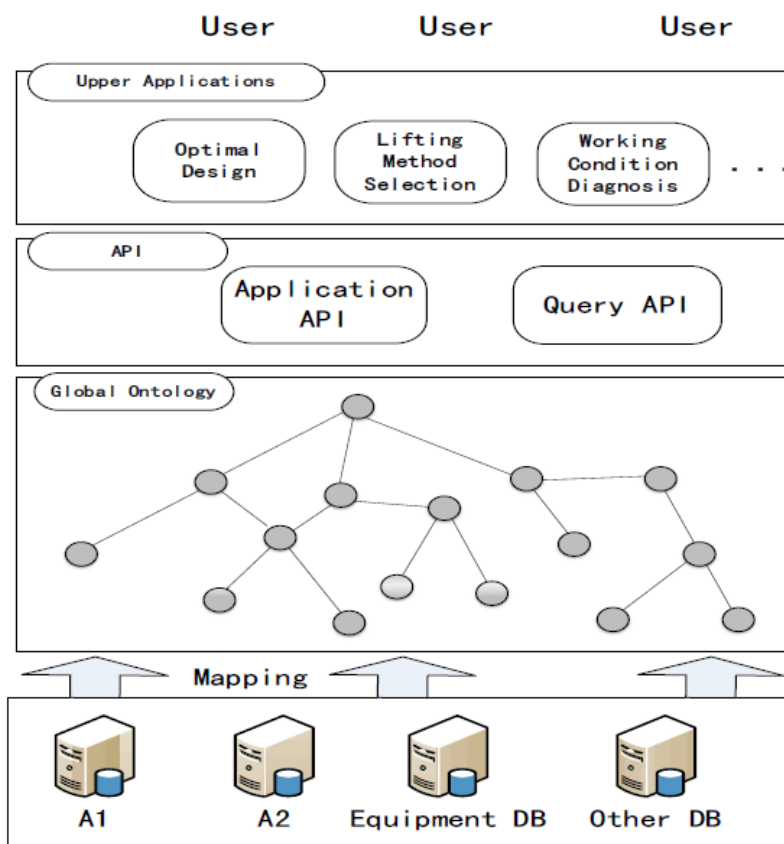 User User User
Upper Applications
Optimal
Design
Lifting
Method
Selection
Working
Condition
Diagnosis
...
API
Application
API
Query API
Global Ontology
Mapping
A1 A2 Equipment DB Other DB